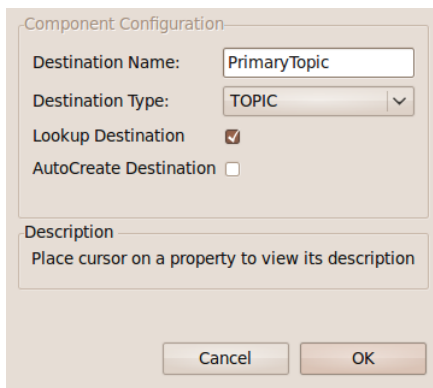 Component Configuration
Destination Name: PrimaryTopic
Destination Type: TOPIC
Lookup Destination
AutoCreate Destination
Description
Place cursor on a property to view its description
Cancel OK